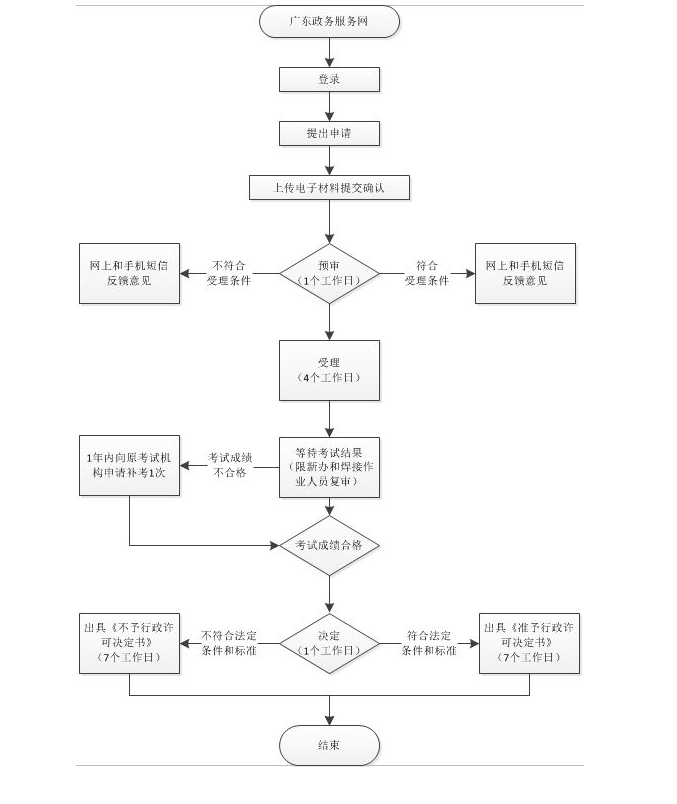 广东政务服务网
登录
提出申请
上传电子材料提交确认
网上和手机短信
反馈意见
不符合
受理条件
预审
（1个工作日）
符合
受理条件
网上和手机短信
反馈意见
受理
（4个工作日）
1年内向原考试机
构申请补考1次
考试成绩
不合格
等待考试结果
（限新办和焊接作
业人员复审）
考试成绩合格
出具《不予行政许
可决定书》
（7个工作日）
不符合法定
条件和标准
决定
（1个工作日）
符合法定
条件和标准
出具《准予行政许
可决定书》
（7个工作日）
结束